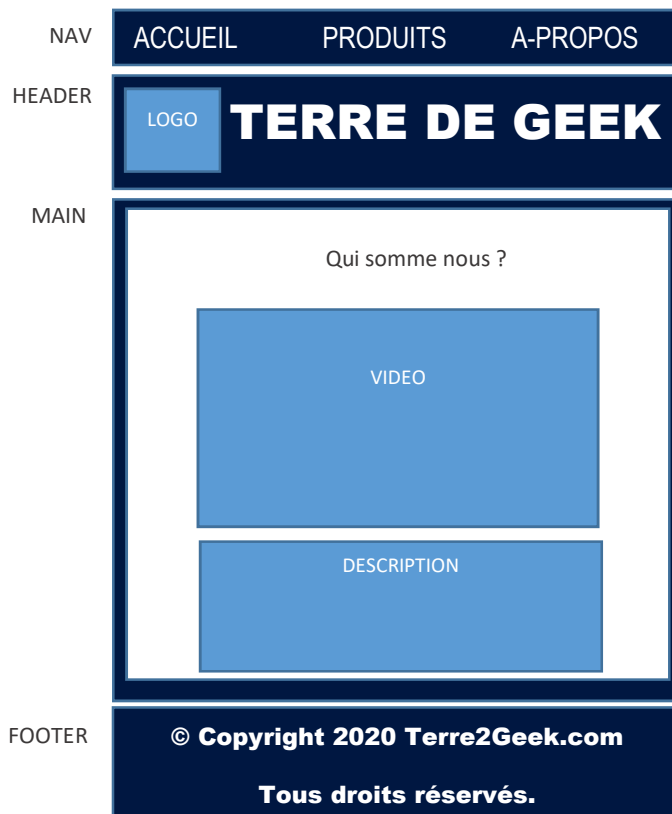 NAV
ACCUEIL PRODUITS A-PROPOS
HEADER
LOGO
TERRE DE GEEK
MAIN
Qui somme nous ?
VIDEO
DESCRIPTION
FOOTER
© Copyright 2020 Terre2Geek.com
Tous droits réservés.